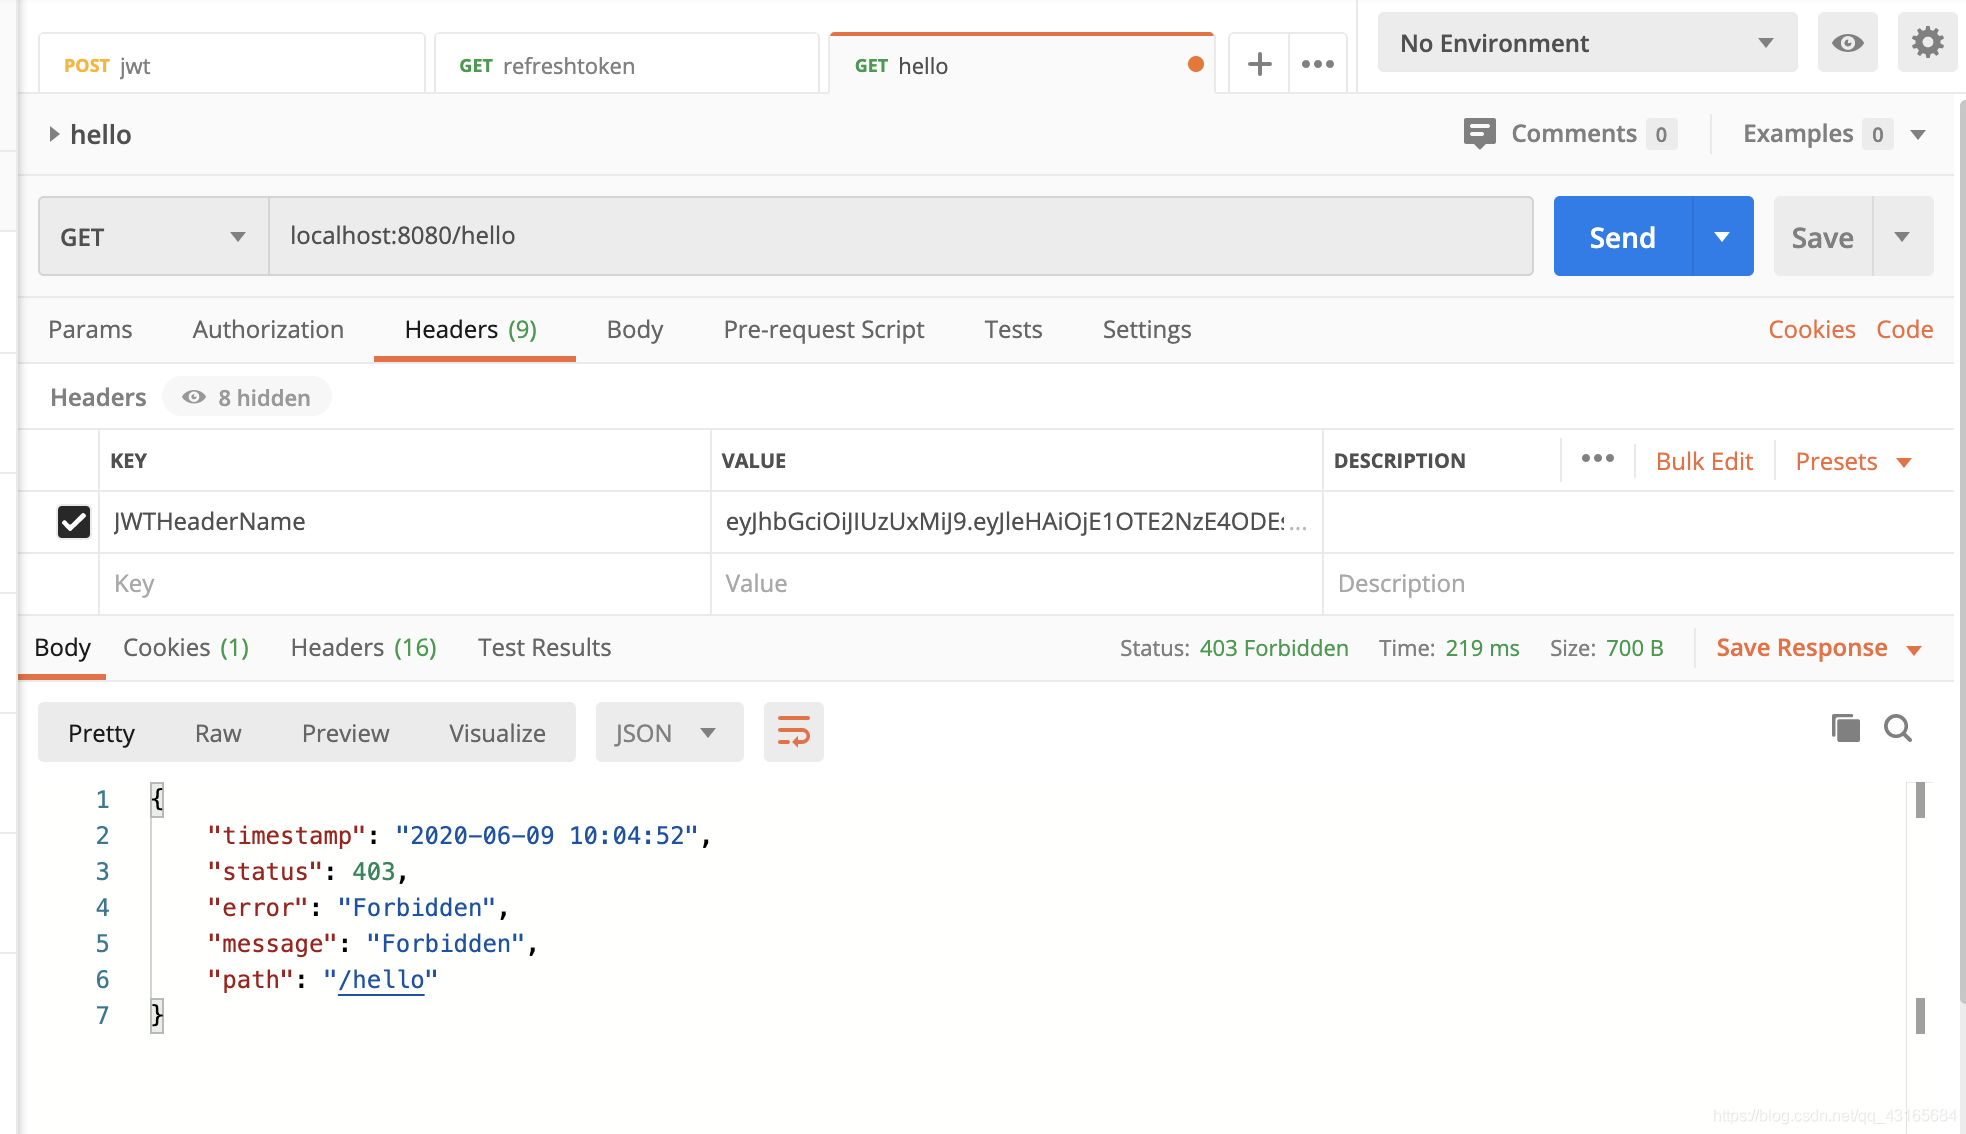 POST jwt
GET refreshtoken
GET hello
No Environment
hello
Comments 0
Examples 0
GET
localhost:8080/hello
Send
Save
Params
Authorization
Headers (9)
Body
Pre-request Script
Tests
Settings
Cookies
Code
Headers
8 hidden
KEY
VALUE
DESCRIPTION
Bulk Edit
Presets
JWTHeaderName
eyJhbGciOiJIUzUxMiJ9.eyJleHAiOjE1OTE2NzE4ODEs...
Key
Value
Description
Body
Cookies (1)
Headers (16)
Test Results
Status: 403 Forbidden
Time: 219 ms
Size: 700 B
Save Response
Pretty
Raw
Preview
Visualize
JSON
1 {
2 "timestamp": "2020-06-09 10:04:52",
3 "status": 403,
4 "error": "Forbidden",
5 "message": "Forbidden",
6 "path": "/hello"
7 }
https://blog.csdn.net/qq_43165684